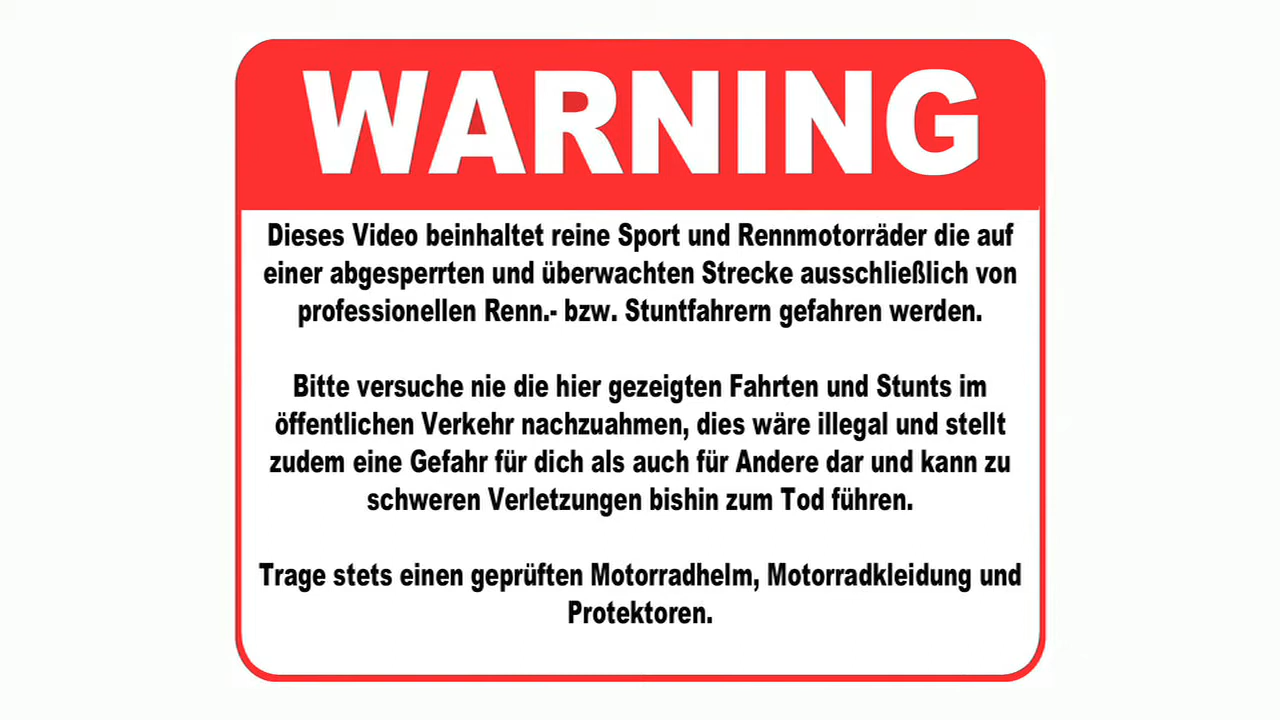 WARNING
Dieses Video beinhaltet reine Sport und Rennmotorräder die auf
einer abgesperrten und überwachten Strecke ausschließlich von
professionellen Renn.- bzw. Stuntfahrern gefahren werden.
Bitte versuche nie die hier gezeigten Fahrten und Stunts im
öffentlichen Verkehr nachzuahmen, dies wäre illegal und stellt
zudem eine Gefahr für dich als auch für Andere dar und kann zu
schweren Verletzungen bishin zum Tod führen.
Trage stets einen geprüften Motorradhelm, Motorradkleidung und
Protektoren.